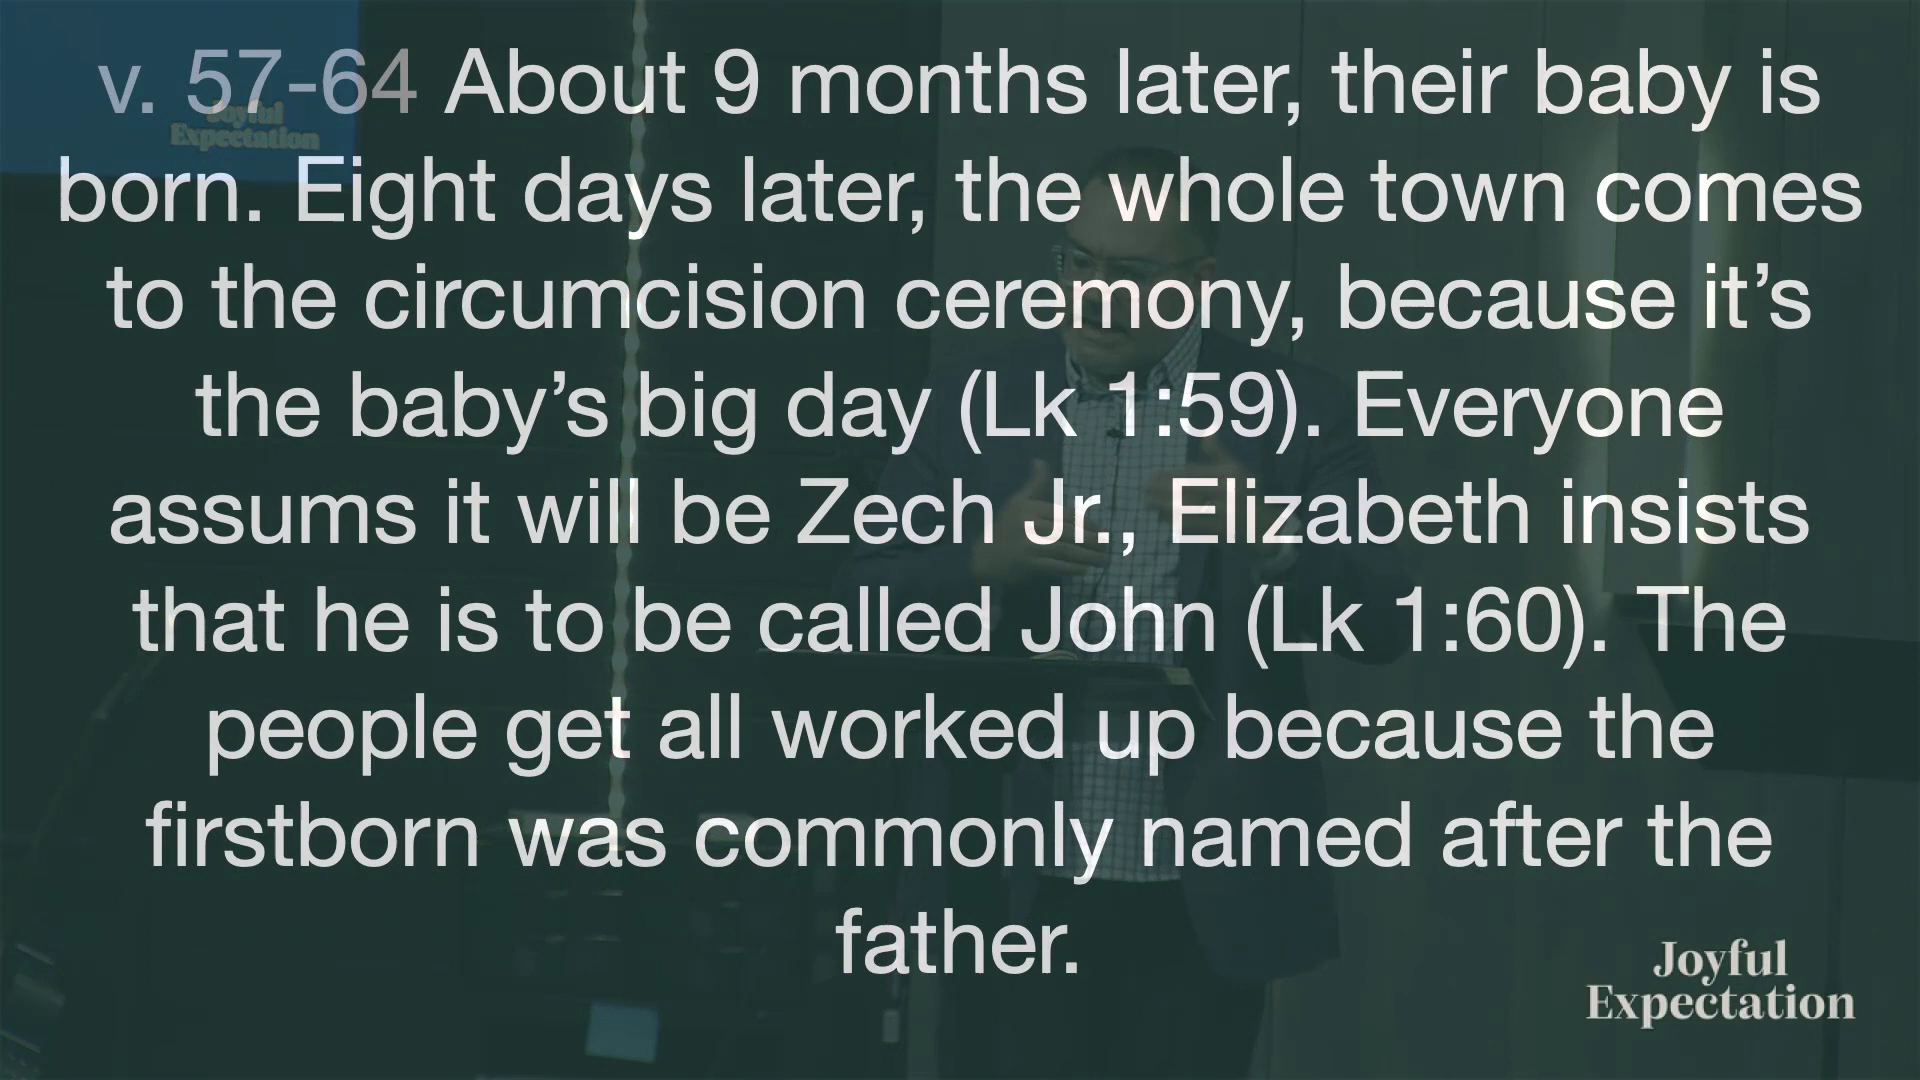 v. 57-64 About 9 months later, their baby is
born. Eight days later, the whole town comes
to the circumcision ceremony, because it’s
the baby’s big day (Lk 1:59). Everyone
assums it will be Zech Jr., Elizabeth insists
that he is to be called John (Lk 1:60). The
people get all worked up because the
firstborn was commonly named after the
father.
Joyful
Expectation
Joyful
Expectation